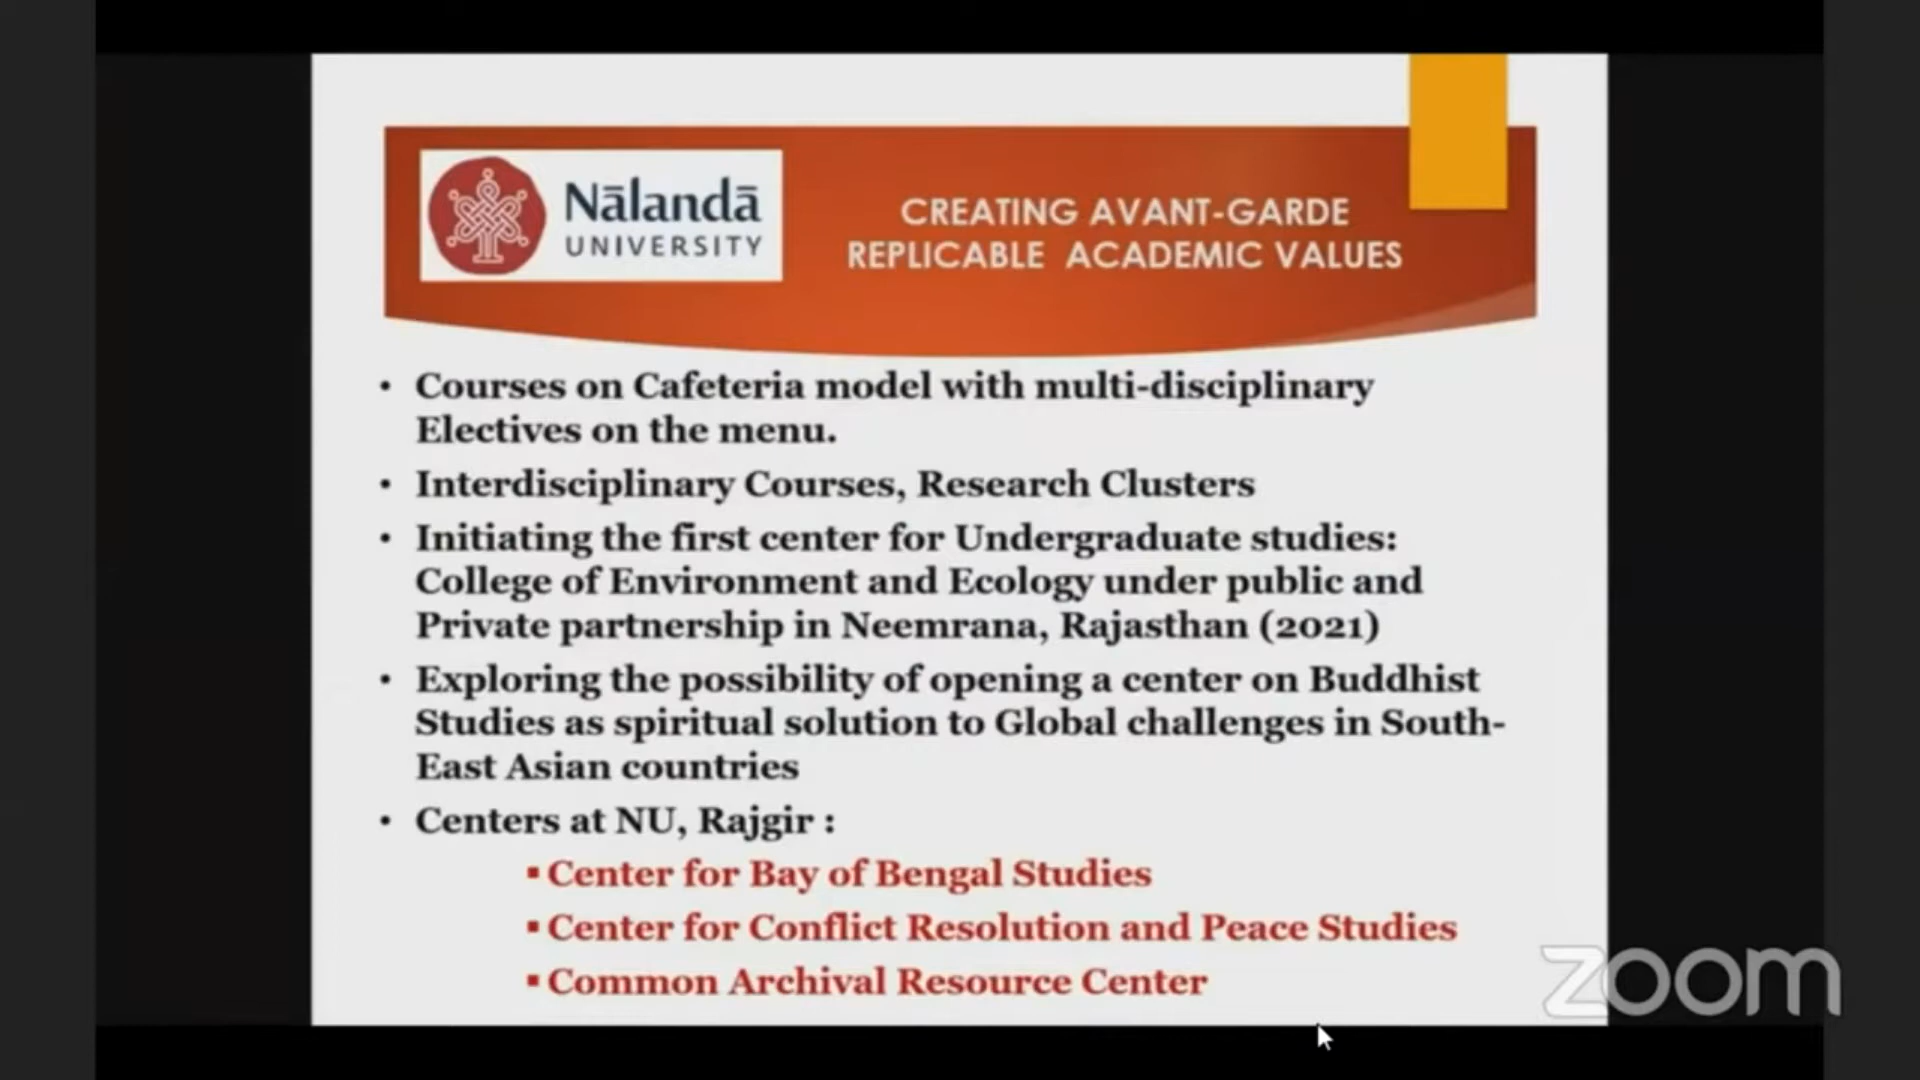 Nālandā
UNIVERSITY
CREATING AVANT-GARDE
REPLICABLE ACADEMIC VALUES
• Courses on Cafeteria model with multi-disciplinary
Electives on the menu.
• Interdisciplinary Courses, Research Clusters
• Initiating the first center for Undergraduate studies:
College of Environment and Ecology under public and
Private partnership in Neemrana, Rajasthan (2021)
• Exploring the possibility of opening a center on Buddhist
Studies as spiritual solution to Global challenges in South-
East Asian countries
• Centers at NU, Rajgir :
▪ Center for Bay of Bengal Studies
▪ Center for Conflict Resolution and Peace Studies
▪ Common Archival Resource Center
zoom